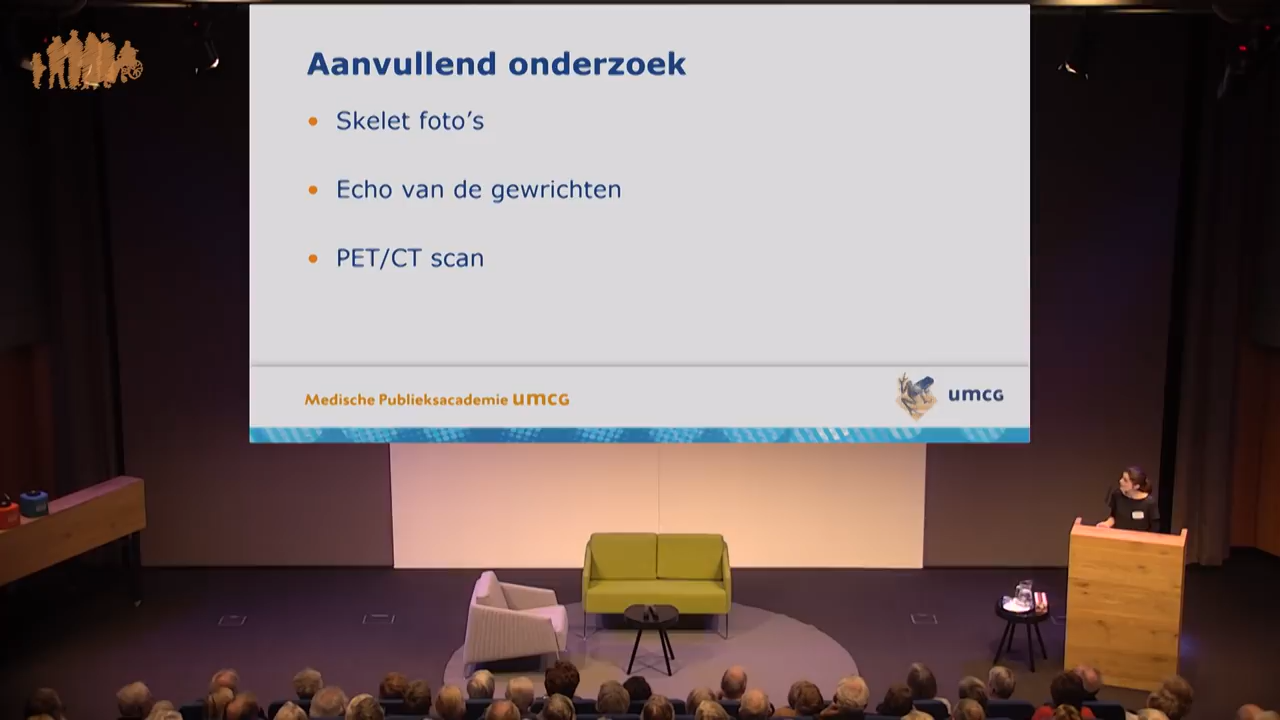 Aanvullend onderzoek
• Skelet foto's
• Echo van de gewrichten
• PET/CT scan
Medische Publieksacademie umcg
umcg